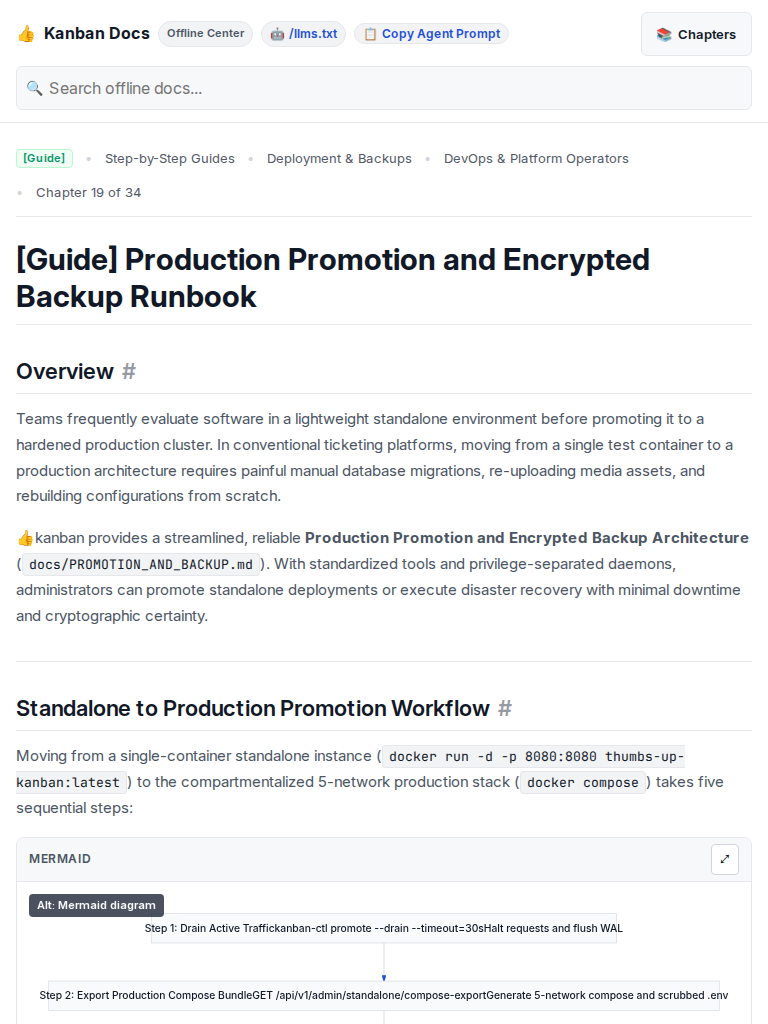 👍 Kanban Docs Offline Center 🤖 /llms.txt 📋 Copy Agent Prompt 📚 Chapters
🔍 Search offline docs...
[Guide] • Step-by-Step Guides • Deployment & Backups • DevOps & Platform Operators
• Chapter 19 of 34
[Guide] Production Promotion and Encrypted
Backup Runbook
Overview #
Teams frequently evaluate software in a lightweight standalone environment before promoting it to a
hardened production cluster. In conventional ticketing platforms, moving from a single test container to a
production architecture requires painful manual database migrations, re-uploading media assets, and
rebuilding configurations from scratch.
👍kanban provides a streamlined, reliable Production Promotion and Encrypted Backup Architecture
(docs/PROMOTION_AND_BACKUP.md). With standardized tools and privilege-separated daemons,
administrators can promote standalone deployments or execute disaster recovery with minimal downtime
and cryptographic certainty.
Standalone to Production Promotion Workflow #
Moving from a single-container standalone instance (docker run -d -p 8080:8080 thumbs-up-
kanban:latest) to the compartmentalized 5-network production stack (docker compose) takes five
sequential steps:
MERMAID ⤢
Alt: Mermaid diagram
Step 1: Drain Active Traffickanban-ctl promote --drain --timeout=30sHalt requests and flush WAL
Step 2: Export Production Compose BundleGET /api/v1/admin/standalone/compose-exportGenerate 5-network compose and scrubbed .env